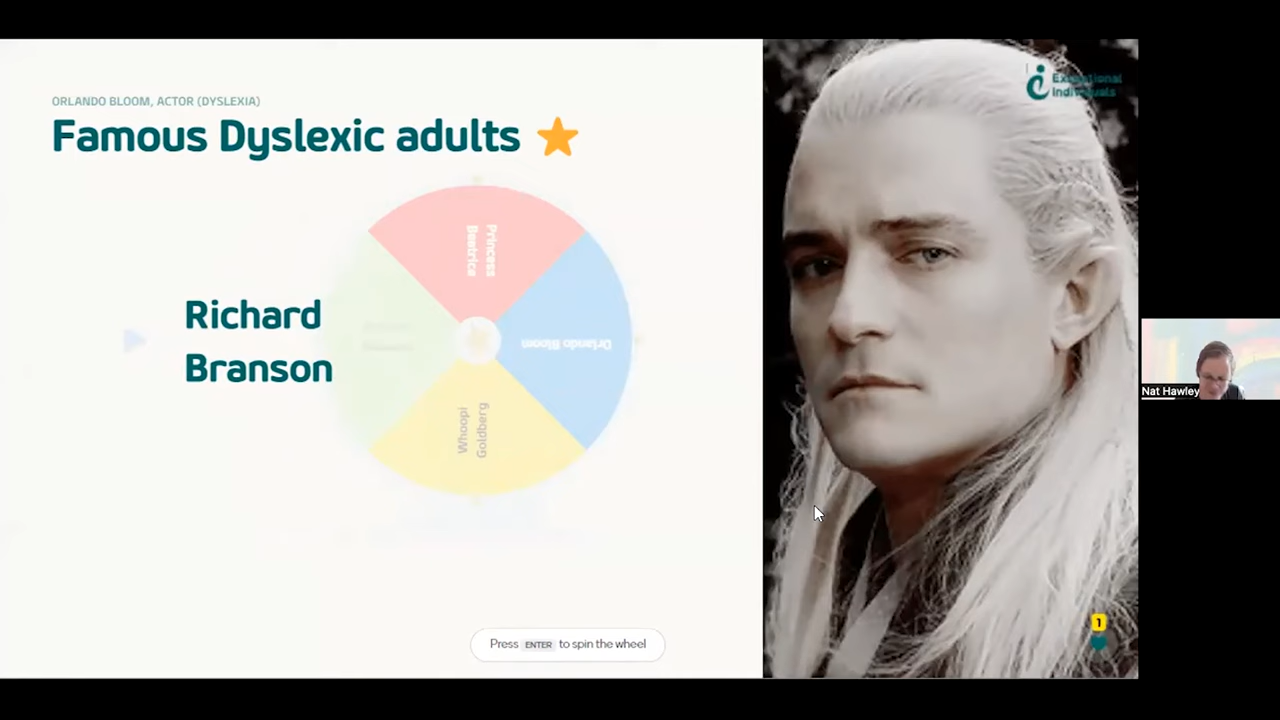 ORLANDO BLOOM, ACTOR (DYSLEXIA)
Famous Dyslexic adults
Exceptional
Individuals
Princess
Beatrice
Orlando Bloom
Whoopi
Goldberg
Richard
Branson
Nat Hawley
1
Press ENTER to spin the wheel